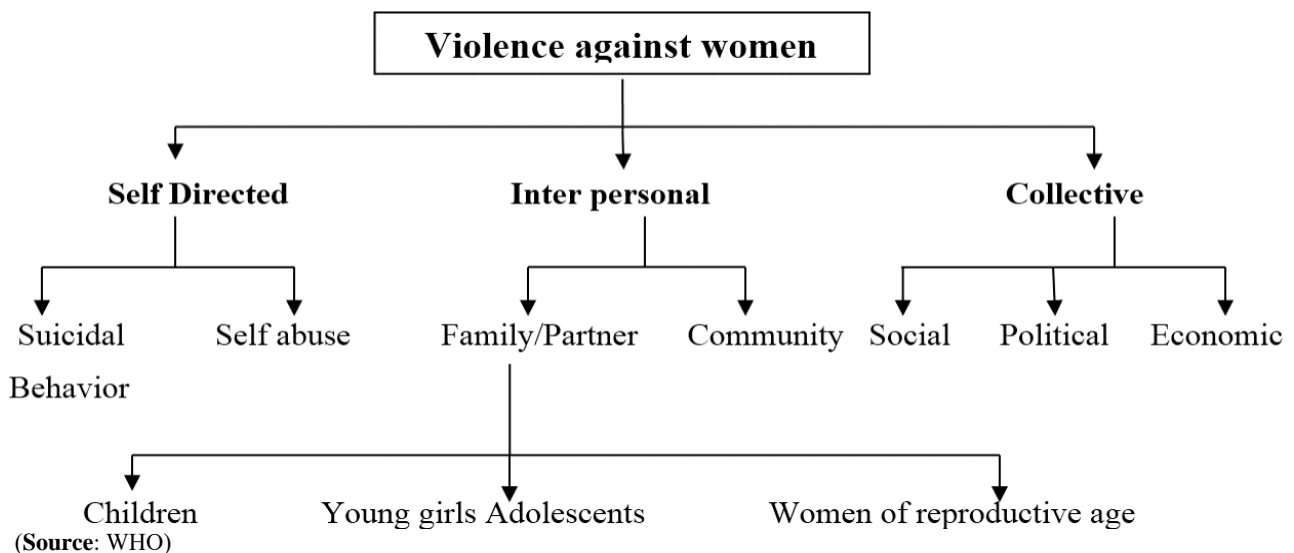 Violence against women
Self Directed Inter personal Collective
Suicidal Self abuse Family/Partner Community Social Political Economic
Behavior
Children Young girls Adolescents Women of reproductive age
(Source: WHO)